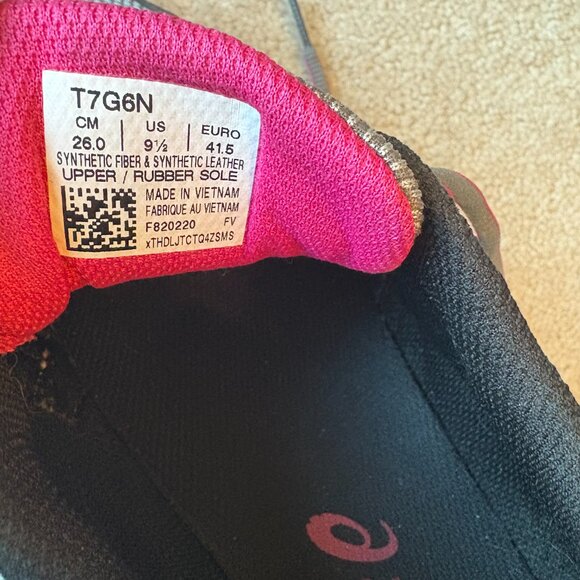 T7G6N
CM US EURO
26.0 9½ 41.5
SYNTHETIC FIBER & SYNTHETIC LEATHER
UPPER / RUBBER SOLE
MADE IN VIETNAM
FABRIQUE AU VIETNAM
F820220 FV
xTHDLJTCTQ4ZSMS